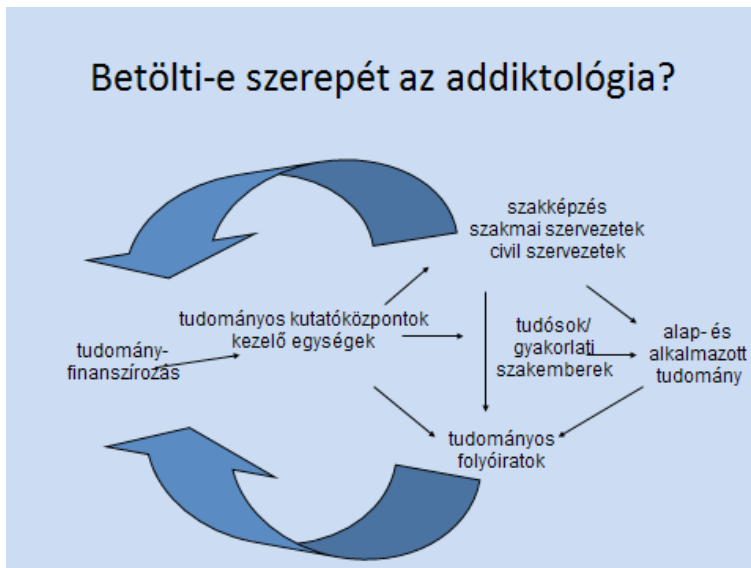 Betölti-e szerepét az addiktológia?
szakképzés
szakmai szervezetek
civil szervezetek
tudományos kutatóközpontok
kezelő egységek
tudomány-
finanszírozás
tudósok/
gyakorlati
szakemberek
alap- és
alkalmazott
tudomány
tudományos
folyóiratok